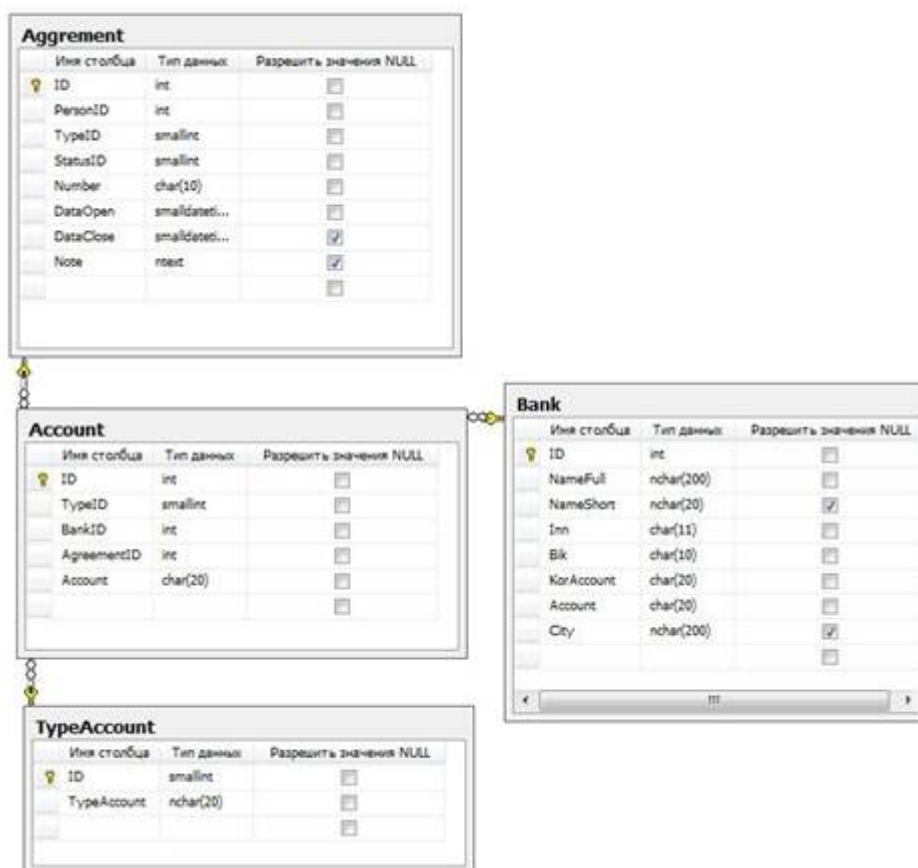 Aggrement
Имя столбца Тип данных Разрешить значения NULL
ID int
PersonID int
TypeID smallint
StatusID smallint
Number char(10)
DataOpen smalldateti...
DataClose smalldateti...
Note ntext
Account
Имя столбца Тип данных Разрешить значения NULL
ID int
TypeID smallint
BankID int
AgreementID int
Account char(20)
Bank
Имя столбца Тип данных Разрешить значения NULL
ID int
NameFull nchar(200)
NameShort nchar(20)
Inn char(11)
Bik char(10)
KorAccount char(20)
Account char(20)
City nchar(200)
TypeAccount
Имя столбца Тип данных Разрешить значения NULL
ID smallint
TypeAccount nchar(20)